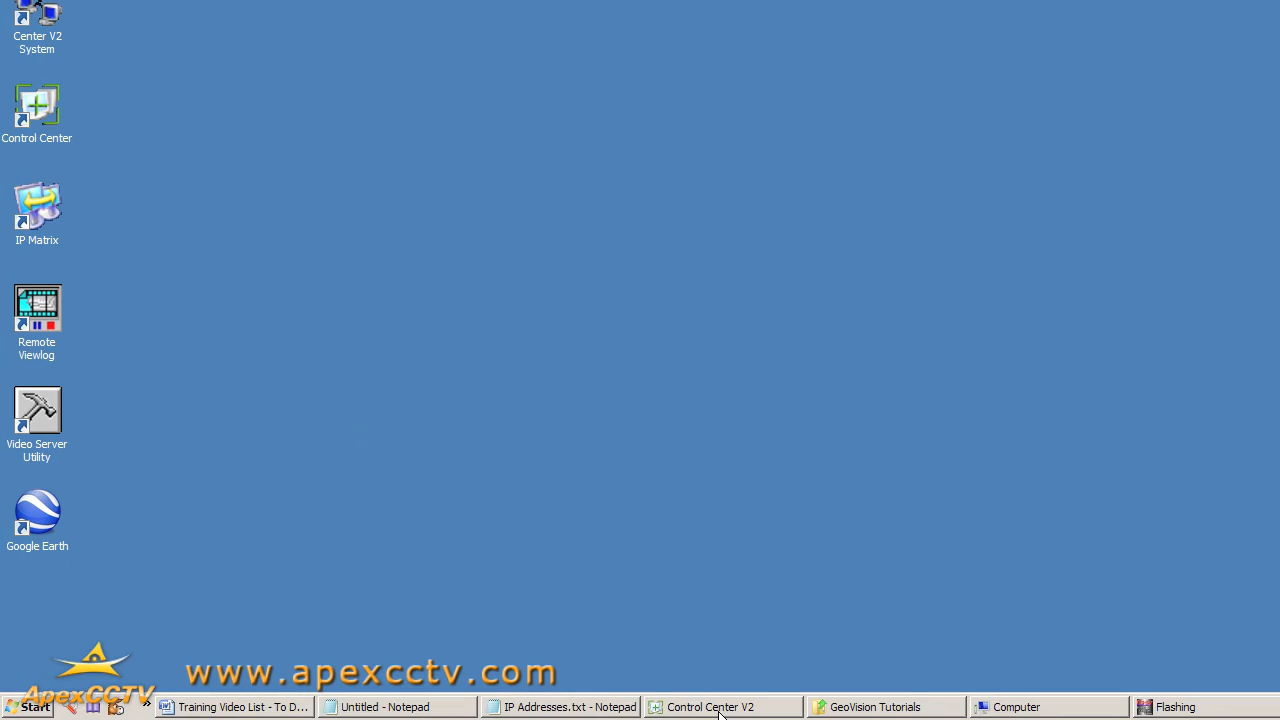 Center V2
System
Control Center
IP Matrix
Remote
Viewlog
Video Server
Utility
Google Earth
www.apexcctv.com
ApexCCTV
Start
Training Video List - To D...
Untitled - Notepad
IP Addresses.txt - Notepad
Control Center V2
GeoVision Tutorials
Computer
Flashing